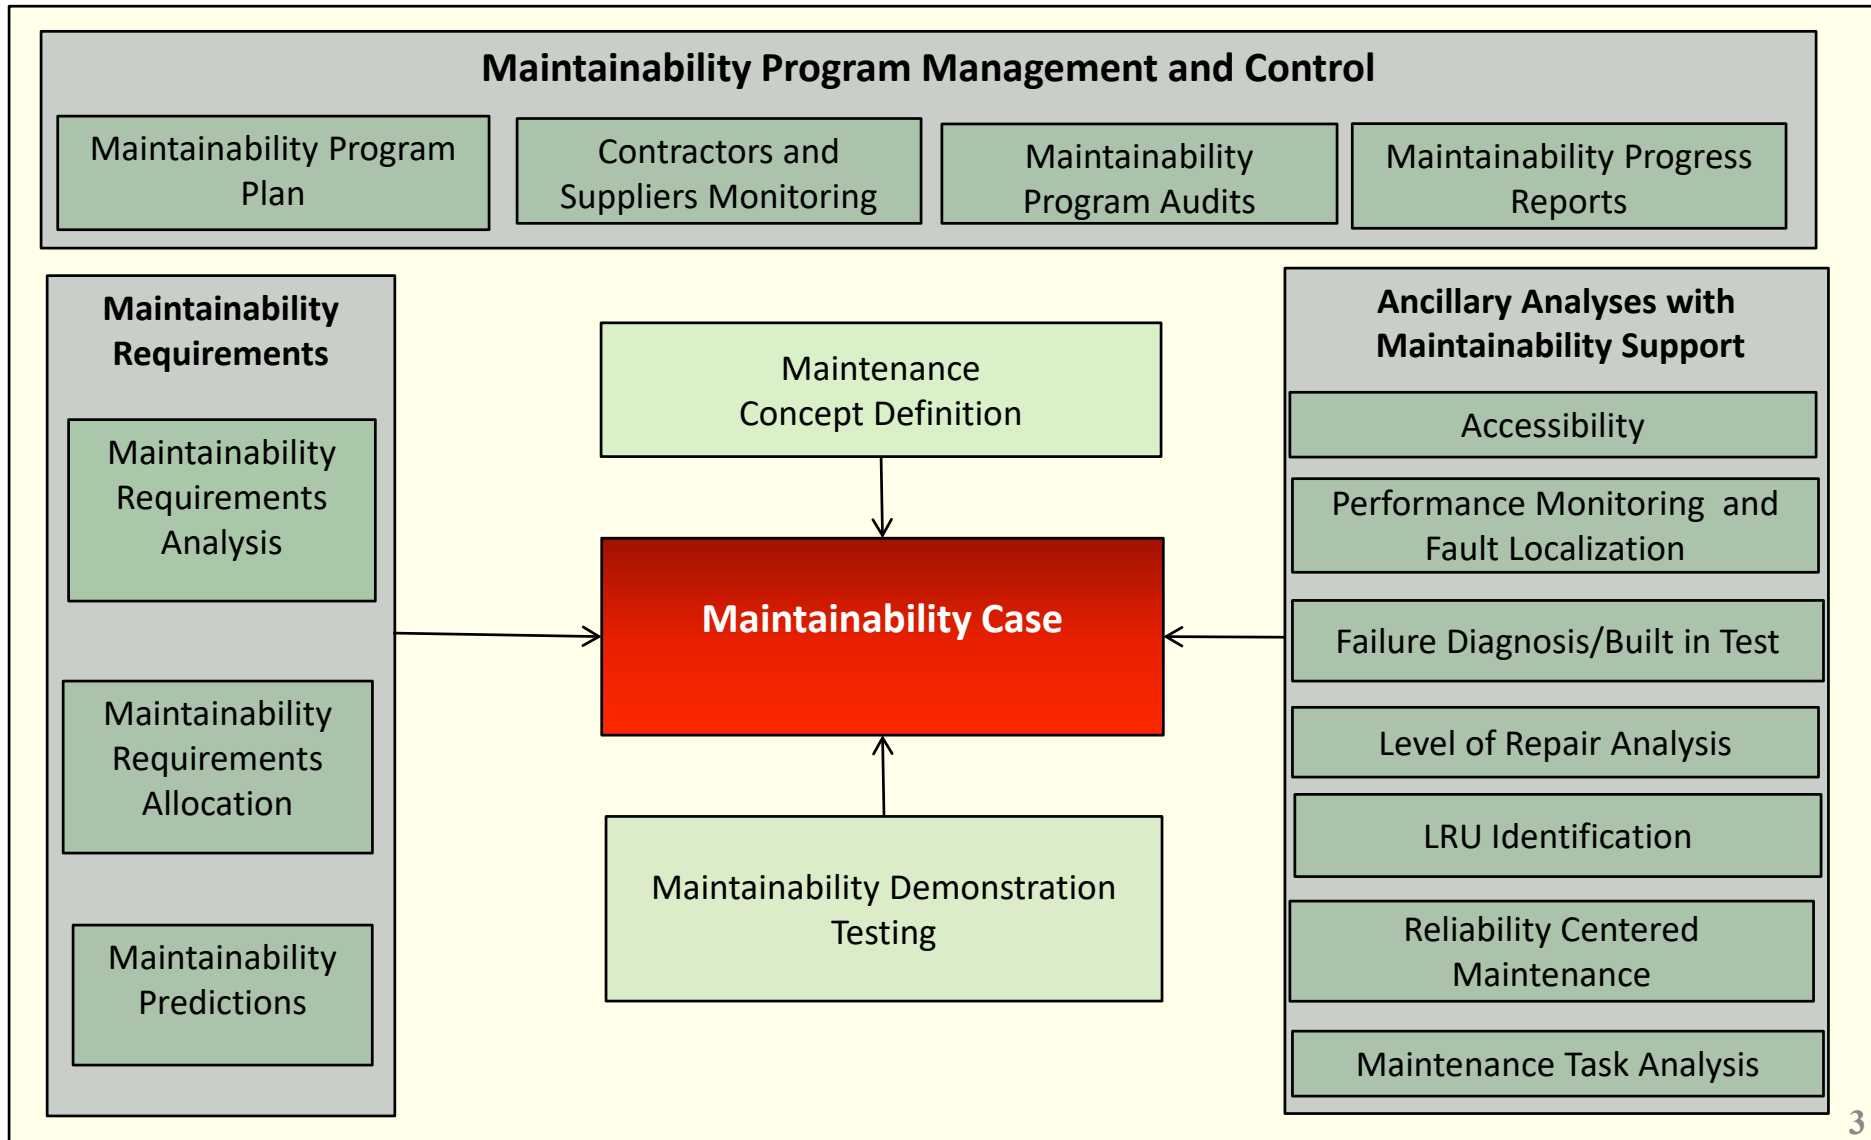 Maintainability Program Management and Control
Maintainability Program
Plan
Contractors and
Suppliers Monitoring
Maintainability
Program Audits
Maintainability Progress
Reports
Maintainability
Requirements
Maintainability
Requirements
Analysis
Maintainability
Requirements
Allocation
Maintainability
Predictions
Maintenance
Concept Definition
Maintainability Case
Maintainability Demonstration
Testing
Ancillary Analyses with
Maintainability Support
Accessibility
Performance Monitoring and
Fault Localization
Failure Diagnosis/Built in Test
Level of Repair Analysis
LRU Identification
Reliability Centered
Maintenance
Maintenance Task Analysis
3